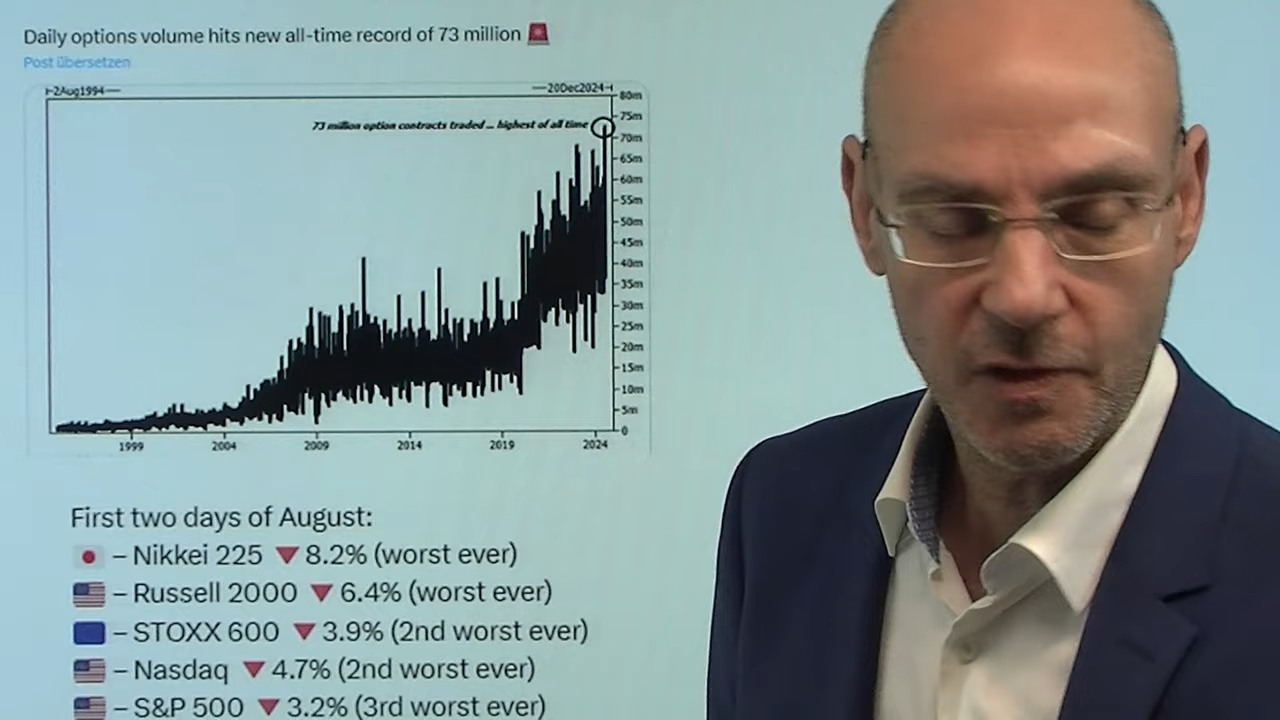 Daily options volume hits new all-time record of 73 million
Post übersetzen
2Aug1994
20Dec2024
73 million option contracts traded ... highest of all time
80m
75m
70m
65m
60m
55m
50m
45m
40m
35m
30m
25m
20m
15m
10m
5m
0
1999 2004 2009 2014 2019 2024
First two days of August:
– Nikkei 225 🔻8.2% (worst ever)
– Russell 2000 🔻6.4% (worst ever)
– STOXX 600 🔻3.9% (2nd worst ever)
– Nasdaq 🔻4.7% (2nd worst ever)
– S&P 500 🔻3.2% (3rd worst ever)